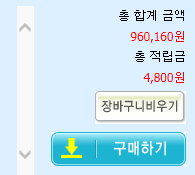 총 합계 금액
960,160원
총 적립금
4,800원
장바구니비우기
구매하기